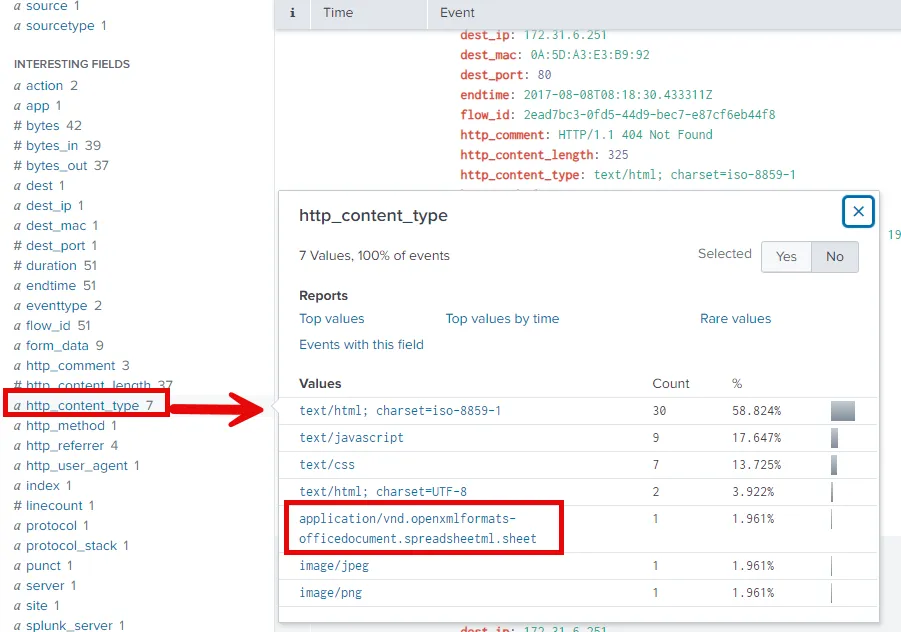 a source 1
a sourcetype 1
INTERESTING FIELDS
a action 2
a app 1
# bytes 42
# bytes_in 39
# bytes_out 37
a dest 1
a dest_ip 1
a dest_mac 1
# dest_port 1
# duration 51
a endtime 51
a eventtype 2
a flow_id 51
a form_data 9
a http_comment 3
# http_content_length 37
a http_content_type 7
a http_method 1
a http_referrer 4
a http_user_agent 1
a index 1
# linecount 1
a protocol 1
a protocol_stack 1
a punct 1
a server 1
a site 1
a splunk_server 1
i Time Event
dest_ip: 172.31.6.251
dest_mac: 0A:5D:A3:E3:B9:92
dest_port: 80
endtime: 2017-08-08T08:18:30.433311Z
flow_id: 2ead7bc3-0fd5-44d9-bec7-e87cf6eb44f8
http_comment: HTTP/1.1 404 Not Found
http_content_length: 325
http_content_type: text/html; charset=iso-8859-1
19
http_content_type
7 Values, 100% of events
Selected Yes No
Reports
Top values Top values by time Rare values
Events with this field
Values Count %
text/html; charset=iso-8859-1 30 58.824%
text/javascript 9 17.647%
text/css 7 13.725%
text/html; charset=UTF-8 2 3.922%
application/vnd.openxmlformats- 1 1.961%
officedocument.spreadsheetml.sheet
image/jpeg 1 1.961%
image/png 1 1.961%
dest_ip: 172.31.6.251